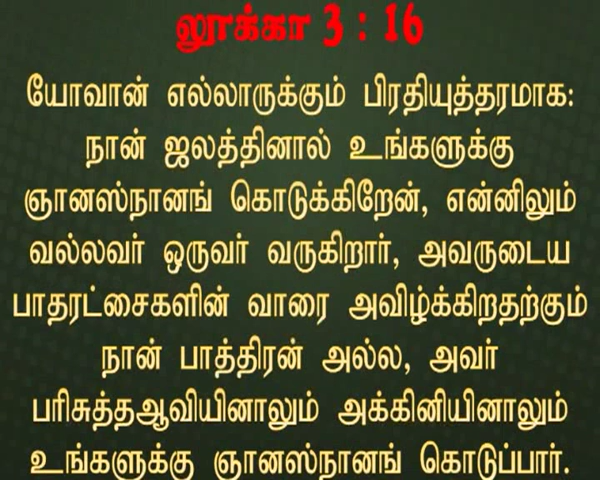 லூக்கா 3 : 16
யோவான் எல்லாருக்கும் பிரதியுத்தரமாக:
நான் ஜலத்தினால் உங்களுக்கு
ஞானஸ்நானங் கொடுக்கிறேன், என்னிலும்
வல்லவர் ஒருவர் வருகிறார், அவருடைய
பாதரட்சைகளின் வாரை அவிழ்க்கிறதற்கும்
நான் பாத்திரன் அல்ல, அவர்
பரிசுத்தஆவியினாலும் அக்கினியினாலும்
உங்களுக்கு ஞானஸ்நானங் கொடுப்பார்.